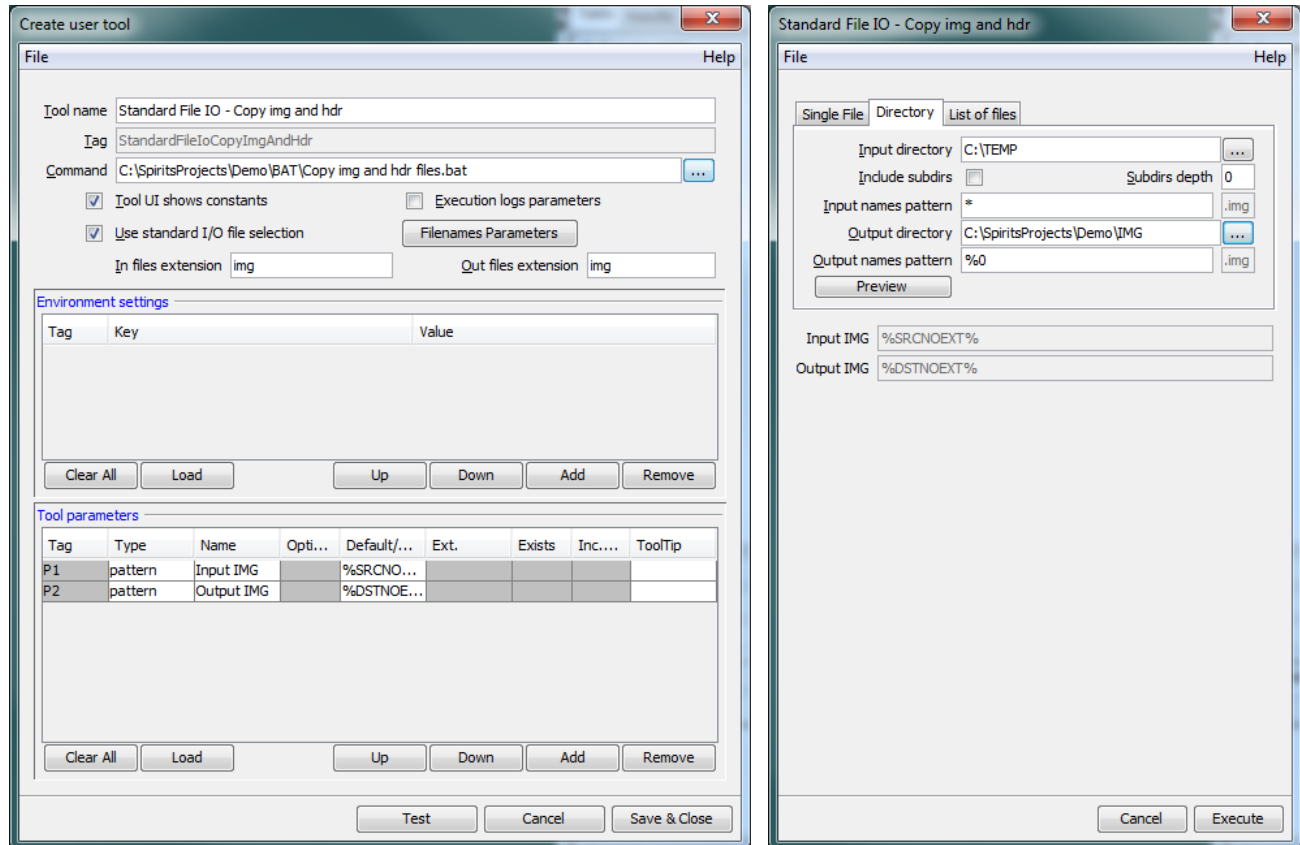 Create user tool
File Help
Tool name Standard File IO - Copy img and hdr
Tag StandardFileIoCopyImgAndHdr
Command C:\SpiritsProjects\Demo\BAT\Copy img and hdr files.bat ...
Tool UI shows constants Execution logs parameters
Use standard I/O file selection Filenames Parameters
In files extension img Out files extension img
Environment settings
Tag Key Value
Clear All Load Up Down Add Remove
Tool parameters
Tag Type Name Opti... Default/... Ext. Exists Inc.... ToolTip
P1 pattern Input IMG %SRCNO...
P2 pattern Output IMG %DSTNOE...
Clear All Load Up Down Add Remove
Test Cancel Save & Close
Standard File IO - Copy img and hdr
File Help
Single File Directory List of files
Input directory C:\TEMP ...
Include subdirs Subdirs depth 0
Input names pattern * .img
Output directory C:\SpiritsProjects\Demo\IMG ...
Output names pattern %0 .img
Preview
Input IMG %SRCNOEXT%
Output IMG %DSTNOEXT%
Cancel Execute